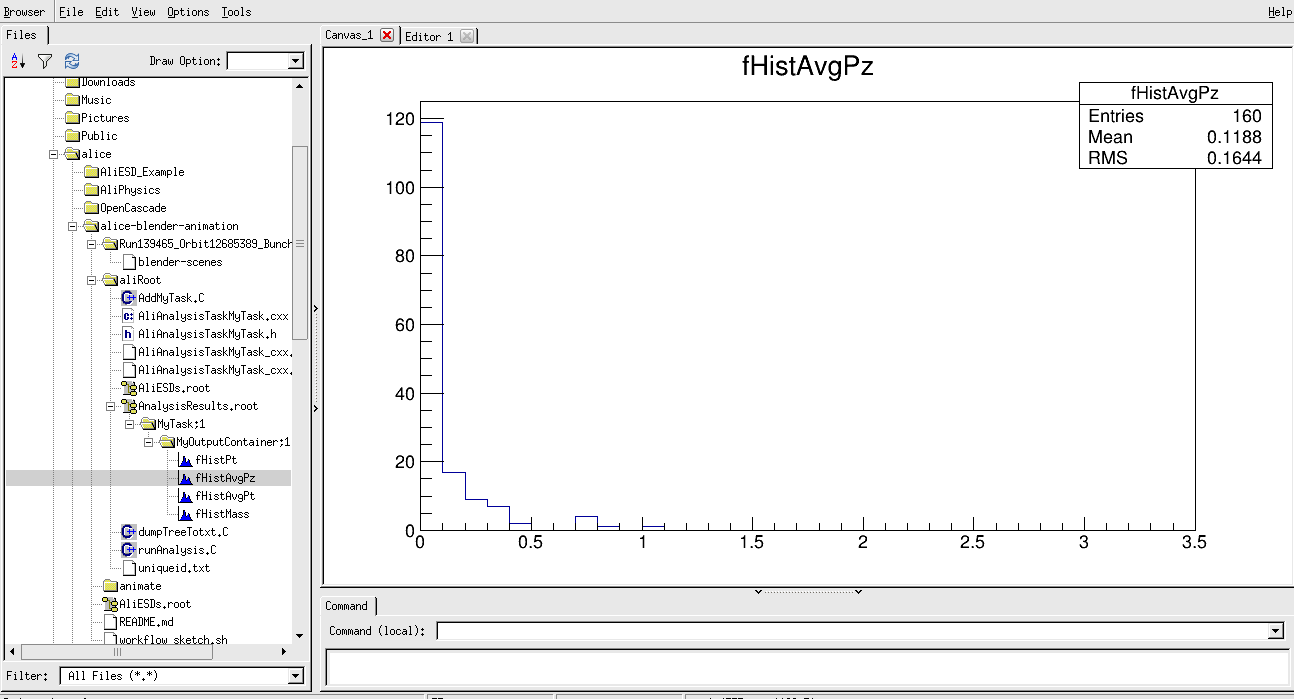 Browser File Edit View Options Tools Help
Files
Draw Option:
Downloads
Music
Pictures
Public
alice
AliESD_Example
AliPhysics
OpenCascade
alice-blender-animation
Run139465_Orbit12685389_Bunch
blender-scenes
aliRoot
AddMyTask.C
AliAnalysisTaskMyTask.cxx
AliAnalysisTaskMyTask.h
AliAnalysisTaskMyTask_cxx.
AliAnalysisTaskMyTask_cxx.
AliESDs.root
AnalysisResults.root
MyTask;1
MyOutputContainer;1
fHistPt
fHistAvgPz
fHistAvgPt
fHistMass
dumpTreeTotxt.C
runAnalysis.C
uniqueid.txt
animate
AliESDs.root
README.md
workflow_sketch.sh
Filter: All Files (*.*)
Canvas_1 Editor 1
fHistAvgPz
fHistAvgPz
Entries 160
Mean 0.1188
RMS 0.1644
120
100
80
60
40
20
0
0 0.5 1 1.5 2 2.5 3 3.5
Command
Command (local):